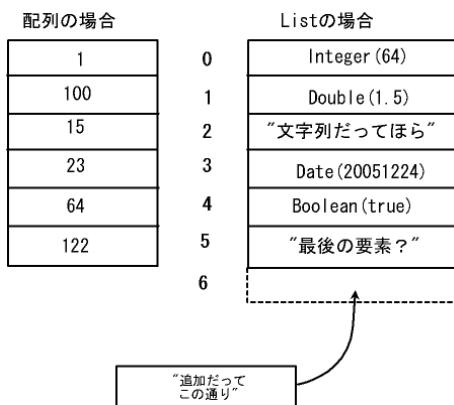 配列の場合
Listの場合
1
0
Integer(64)
100
1
Double(1.5)
15
2
"文字列だってほら"
23
3
Date(20051224)
64
4
Boolean(true)
122
5
"最後の要素？"
6
"追加だって
この通り"